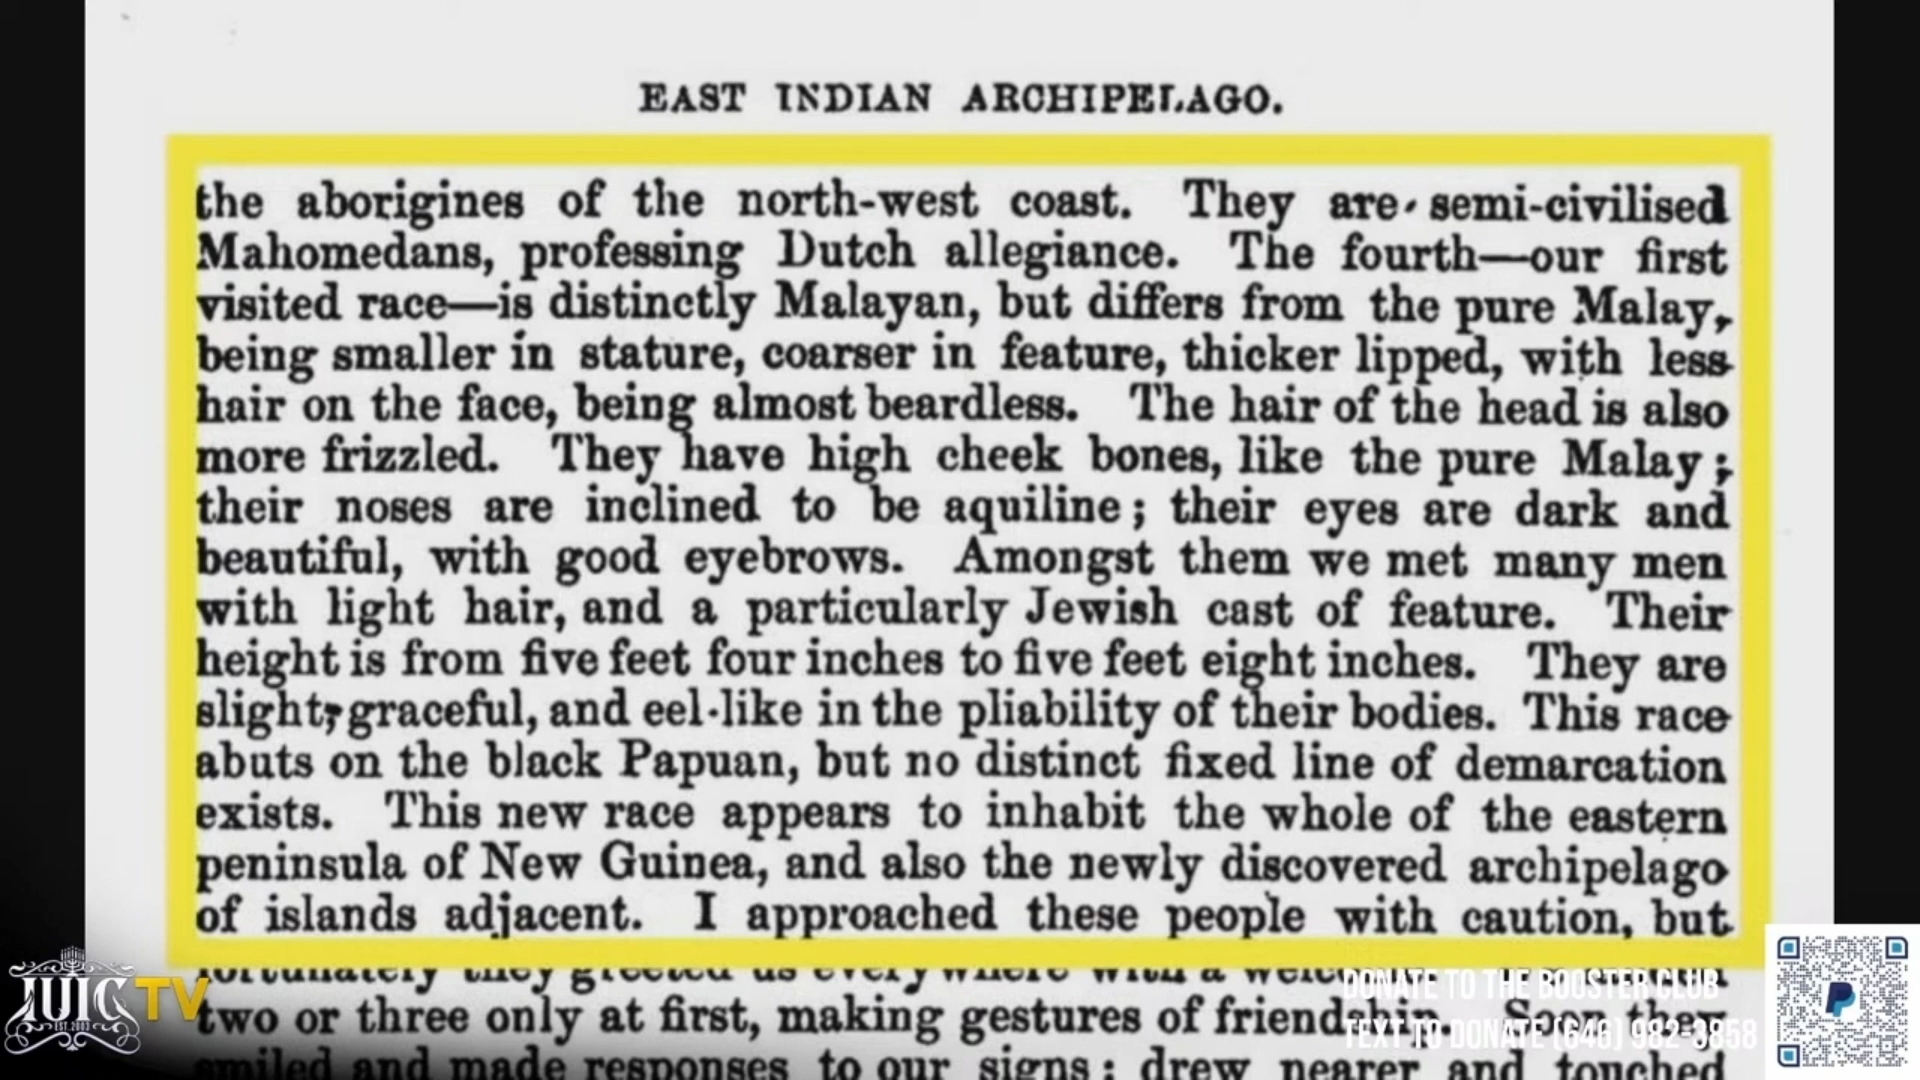 EAST INDIAN ARCHIPELAGO.
the aborigines of the north-west coast. They are semi-civilised
Mahomedans, professing Dutch allegiance. The fourth—our first
visited race—is distinctly Malayan, but differs from the pure Malay,
being smaller in stature, coarser in feature, thicker lipped, with less
hair on the face, being almost beardless. The hair of the head is also
more frizzled. They have high cheek bones, like the pure Malay;
their noses are inclined to be aquiline; their eyes are dark and
beautiful, with good eyebrows. Amongst them we met many men
with light hair, and a particularly Jewish cast of feature. Their
height is from five feet four inches to five feet eight inches. They are
slight, graceful, and eel-like in the pliability of their bodies. This race
abuts on the black Papuan, but no distinct fixed line of demarcation
exists. This new race appears to inhabit the whole of the eastern
peninsula of New Guinea, and also the newly discovered archipelago
of islands adjacent. I approached these people with caution, but
fortunately they greeted us everywhere with a
two or three only at first, making gestures of Soon they
smiled and made responses to our signs; drew nearer and touched
IUIC TV
EST. 2003
DONATE TO THE BOOSTER CLUB
TEXT TO DONATE (646) 982-3858